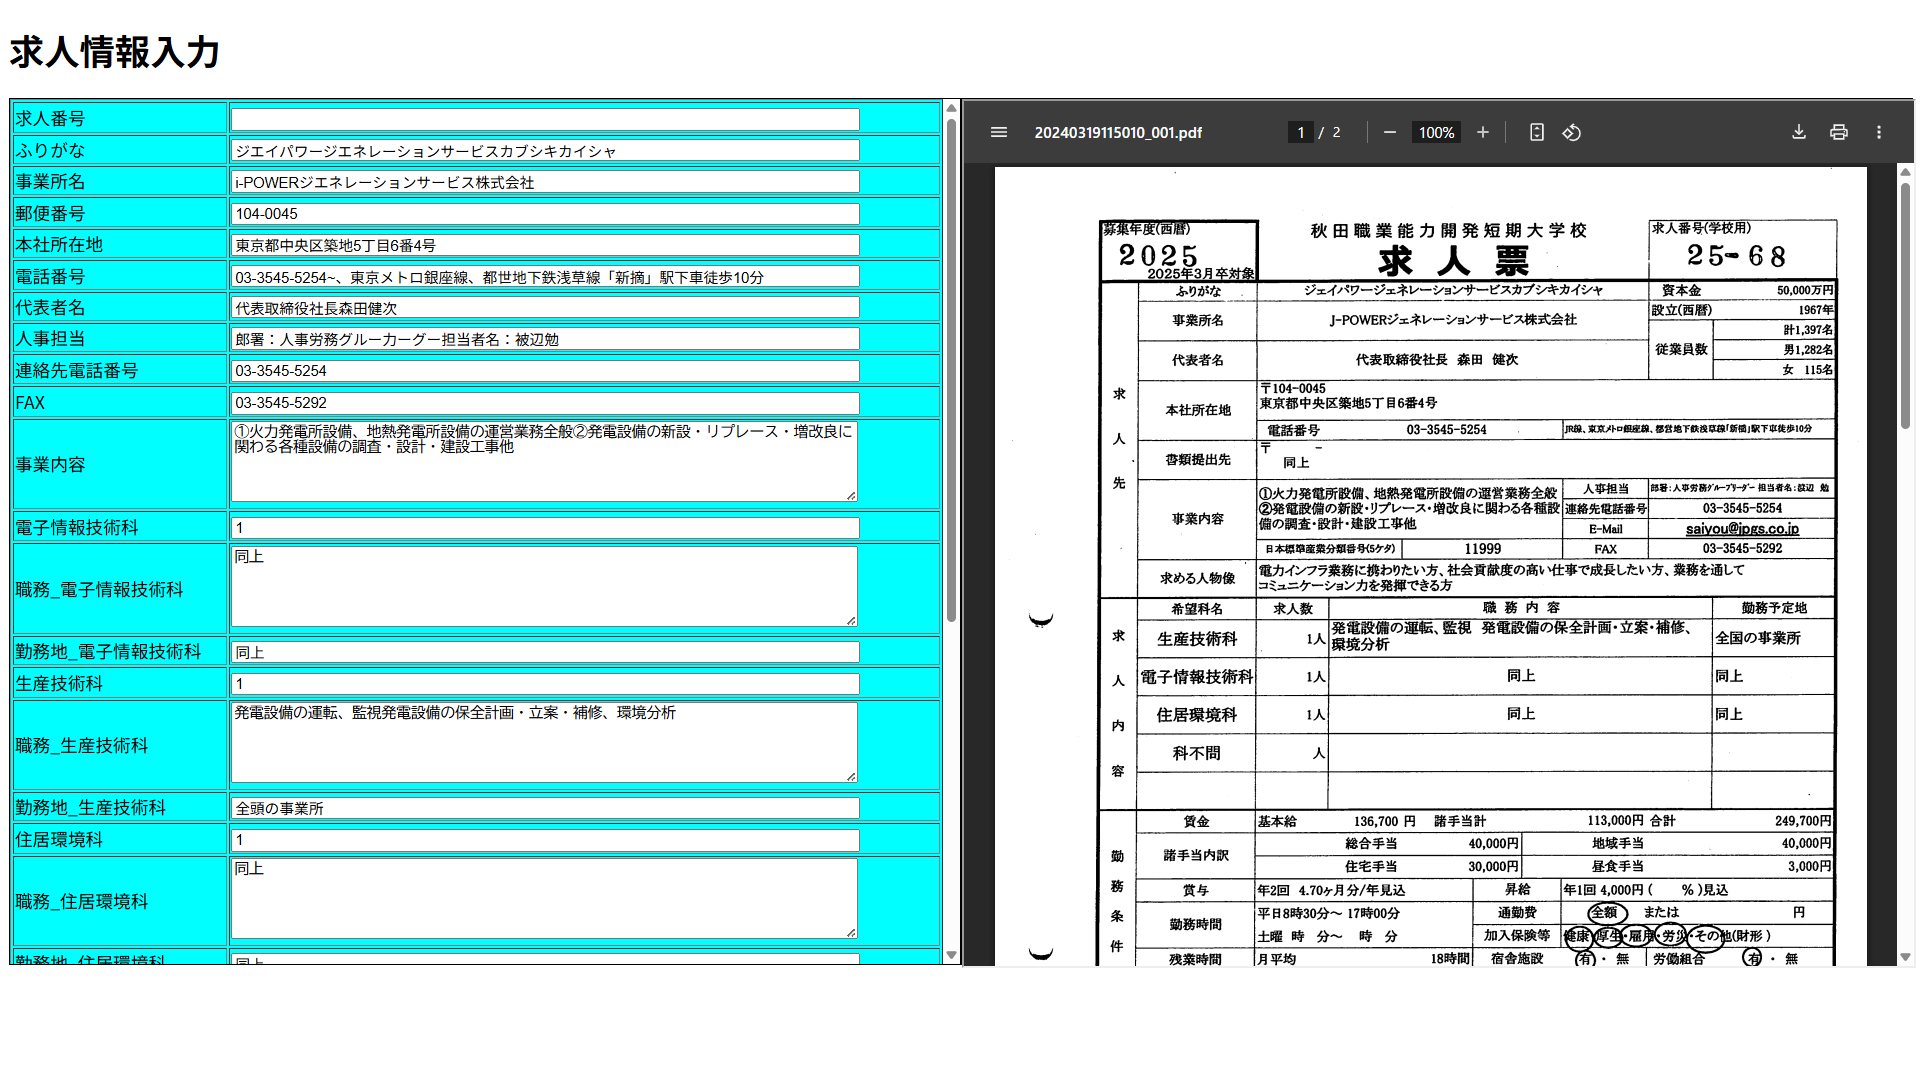 求人情報入力
求人番号
ふりがな ジエイパワージエネレーションサービスカブシキカイシャ
事業所名 i-POWERジエネレーションサービス株式会社
郵便番号 104-0045
本社所在地 東京都中央区築地5丁目6番4号
電話番号 03-3545-5254~、東京メトロ銀座線、都世地下鉄浅草線「新摘」駅下車徒歩10分
代表者名 代表取締役社長森田健次
人事担当 郎署：人事労務グルーカーグー担当者名：被辺勉
連絡先電話番号 03-3545-5254
FAX 03-3545-5292
事業内容 ①火力発電所設備、地熱発電所設備の運営業務全般②発電設備の新設・リプレース・増改良に
関わる各種設備の調査・設計・建設工事他
電子情報技術科 1
職務_電子情報技術科 同上
勤務地_電子情報技術科 同上
生産技術科 1
職務_生産技術科 発電設備の運転、監視発電設備の保全計画・立案・補修、環境分析
勤務地_生産技術科 全頭の事業所
住居環境科 1
職務_住居環境科 同上
勤務地_住居環境科 同上
20240319115010_001.pdf 1 / 2 100%
募集年度(西暦) 秋田職業能力開発短期大学校 求人番号(学校用)
2025 求人票 25-68
2025年3月卒対象
ふりがな ジェイパワージェネレーションサービスカブシキカイシャ 資本金 50,000万円
事業所名 J-POWERジェネレーションサービス株式会社 設立(西暦) 1967年
従業員数 計1,397名
男1,282名
女 115名
代表者名 代表取締役社長 森田 健次
求人先
本社所在地 〒104-0045
東京都中央区築地5丁目6番4号
電話番号 03-3545-5254 JR線、東京メトロ銀座線、都営地下鉄浅草線「新橋」駅下車徒歩10分
書類提出先 〒 -
同上
事業内容 ①火力発電所設備、地熱発電所設備の運営業務全般
②発電設備の新設・リプレース・増改良に関わる各種設
備の調査・設計・建設工事他
人事担当 部署：人事労務グループリーダー 担当者名：渡辺 勉
連絡先電話番号 03-3545-5254
E-Mail saiyou@jpgs.co.jp
日本標準産業分類番号(5ケタ) 11999 FAX 03-3545-5292
求める人物像 電力インフラ業務に携わりたい方、社会貢献度の高い仕事で成長したい方、業務を通して
コミュニケーション力を発揮できる方
求人内容
希望科名 求人数 職務内容 勤務予定地
生産技術科 1人 発電設備の運転、監視 発電設備の保全計画・立案・補修、
環境分析 全国の事業所
電子情報技術科 1人 同上 同上
住居環境科 1人 同上 同上
科不問 人
勤務条件
賃金 基本給 136,700 円 諸手当計 113,000円 合計 249,700円
諸手当内訳 総合手当 40,000円 地域手当 40,000円
住宅手当 30,000円 昼食手当 3,000円
賞与 年2回 4.70ヶ月分/年見込 昇給 年1回 4,000円 ( % )見込
勤務時間 平日8時30分～ 17時00分 通勤費 全額 または 円
土曜 時 分～ 時 分 加入保険等 健康・厚生・雇用・労災・その他(財形 )
残業時間 月平均 18時間 宿舎施設 有 ・ 無 労働組合 有 ・ 無